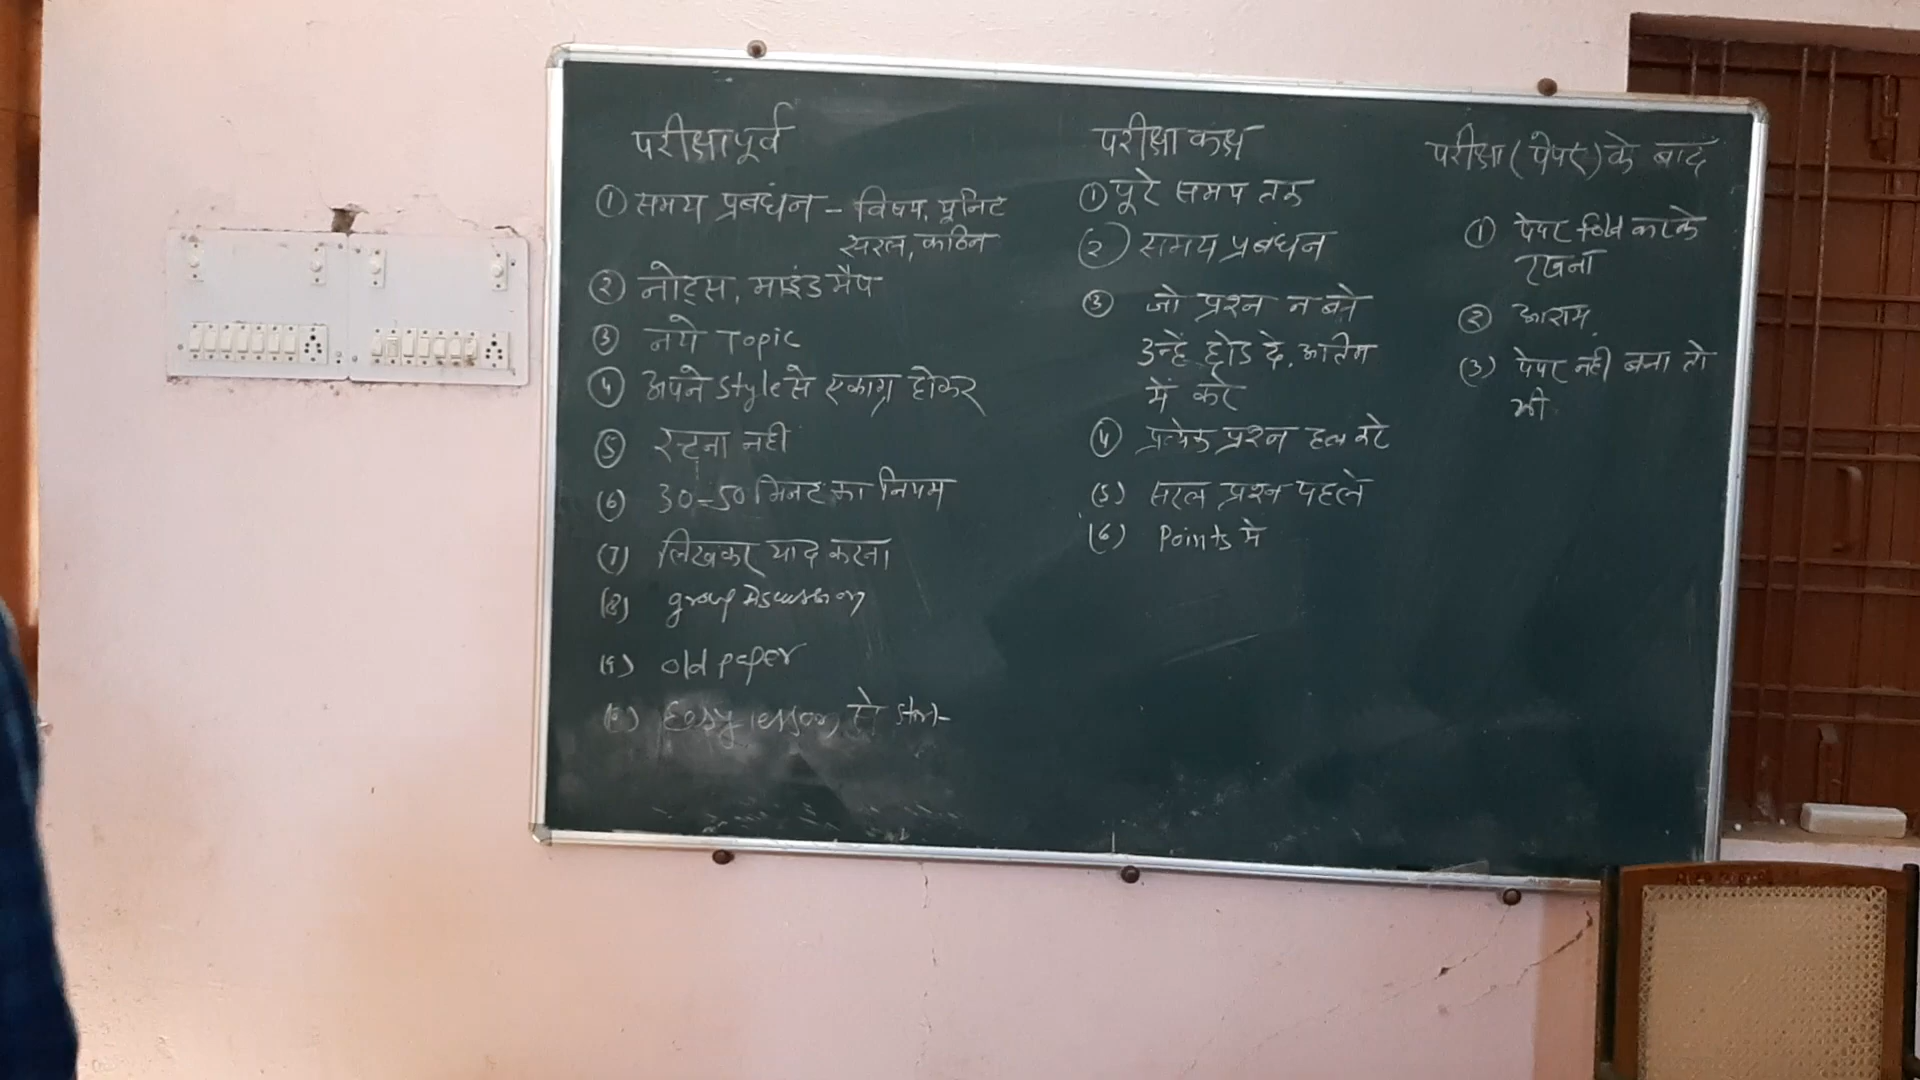 परीक्षा पूर्व
① समय प्रबंधन - विषय, यूनिट
सरल, कठिन
② नोट्स, माइंड मैप
③ नये Topic
④ अपने style से एकाग्र होकर
⑤ रटना नही
(6) 30-50 मिनट का नियम
(7) लिखकर याद करना
(8) group discussion
(9) old paper
(10) Easy lesson से start
परीक्षा कक्ष
① पूरे समय तक
② समय प्रबंधन
③ जो प्रश्न न बने
उन्हें छोड दे, अंतिम
में करे
④ प्रत्येक प्रश्न हल करे
(5) सरल प्रश्न पहले
(6) Points मे
परीक्षा (पेपर) के बाद
① पेपर fold करके
रखना
② आराम
(3) पेपर नही बना तो
भी